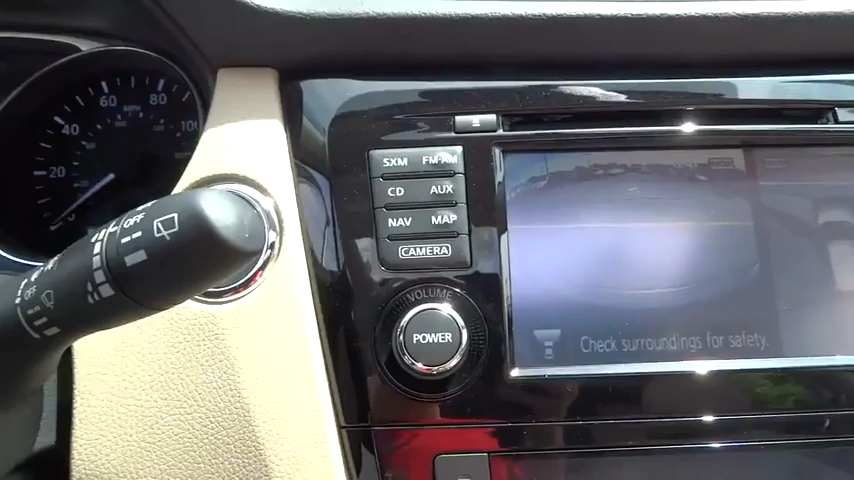 60
MPH
80
40
100
20
SXM FM·AM
CD AUX
NAV MAP
CAMERA
VOLUME
POWER
OFF
OFF
Check surroundings for safety.